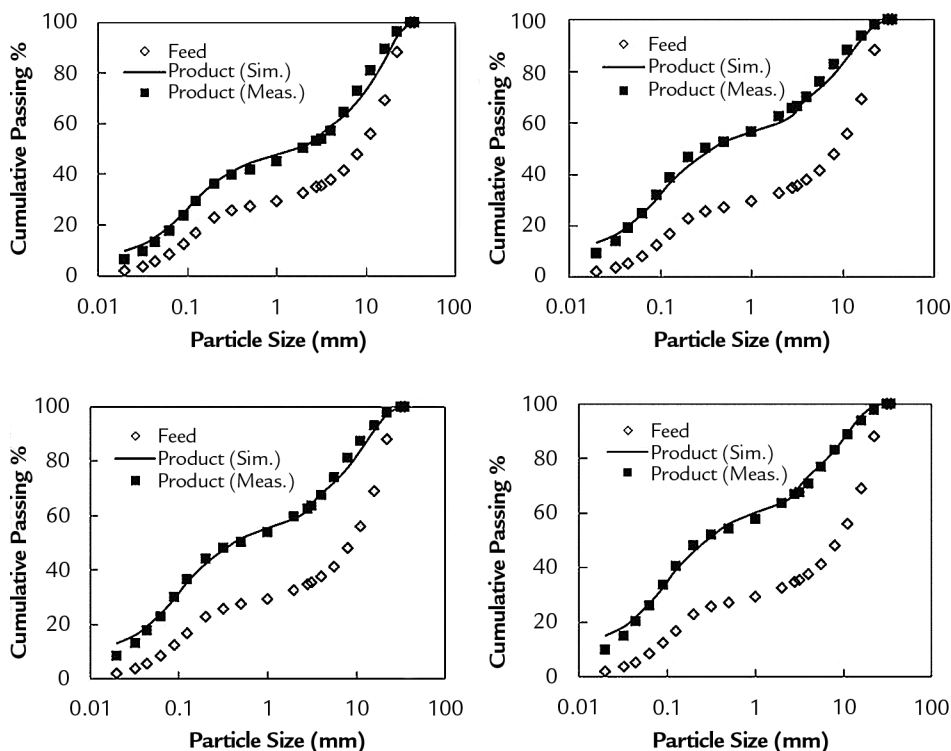 100
80
60
40
20
0
Cumulative Passing %
Feed
Product (Sim.)
Product (Meas.)
0.01 0.1 1 10 100
Particle Size (mm)
100
80
60
40
20
0
Cumulative Passing %
Feed
Product (Sim.)
Product (Meas.)
0.01 0.1 1 10 100
Particle Size (mm)
100
80
60
40
20
0
Cumulative Passing %
Feed
Product (Sim.)
Product (Meas.)
0.01 0.1 1 10 100
Particle Size (mm)
100
80
60
40
20
0
Cumulative Passing %
Feed
Product (Sim.)
Product (Meas.)
0.01 0.1 1 10 100
Particle Size (mm)